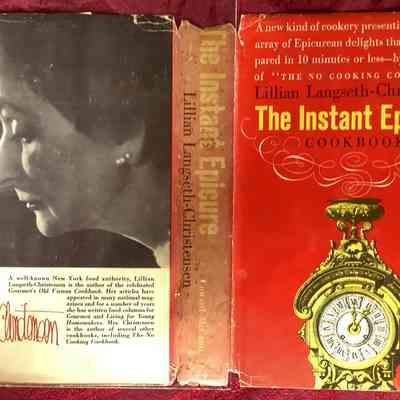 A well-known New York food authority, Lillian
Langseth-Christensen is the author of the celebrated
Gourmet's Old Vienna Cookbook. Her articles have
appeared in many national mag-
azines and for a number of years
she has written food columns for
Gourmet and Living for Young
Homemakers. Mrs Christensen
is the author of several other
cookbooks, including The No
Cooking Cookbook.
The Instant Epicure
Lillian Langseth-Christensen
A new kind of cookery presenti
array of Epicurean delights tha
pared in 10 minutes or less—by
of "THE NO COOKING CO
Lillian Langseth-Chr
The Instant Epi
COOKBOOK